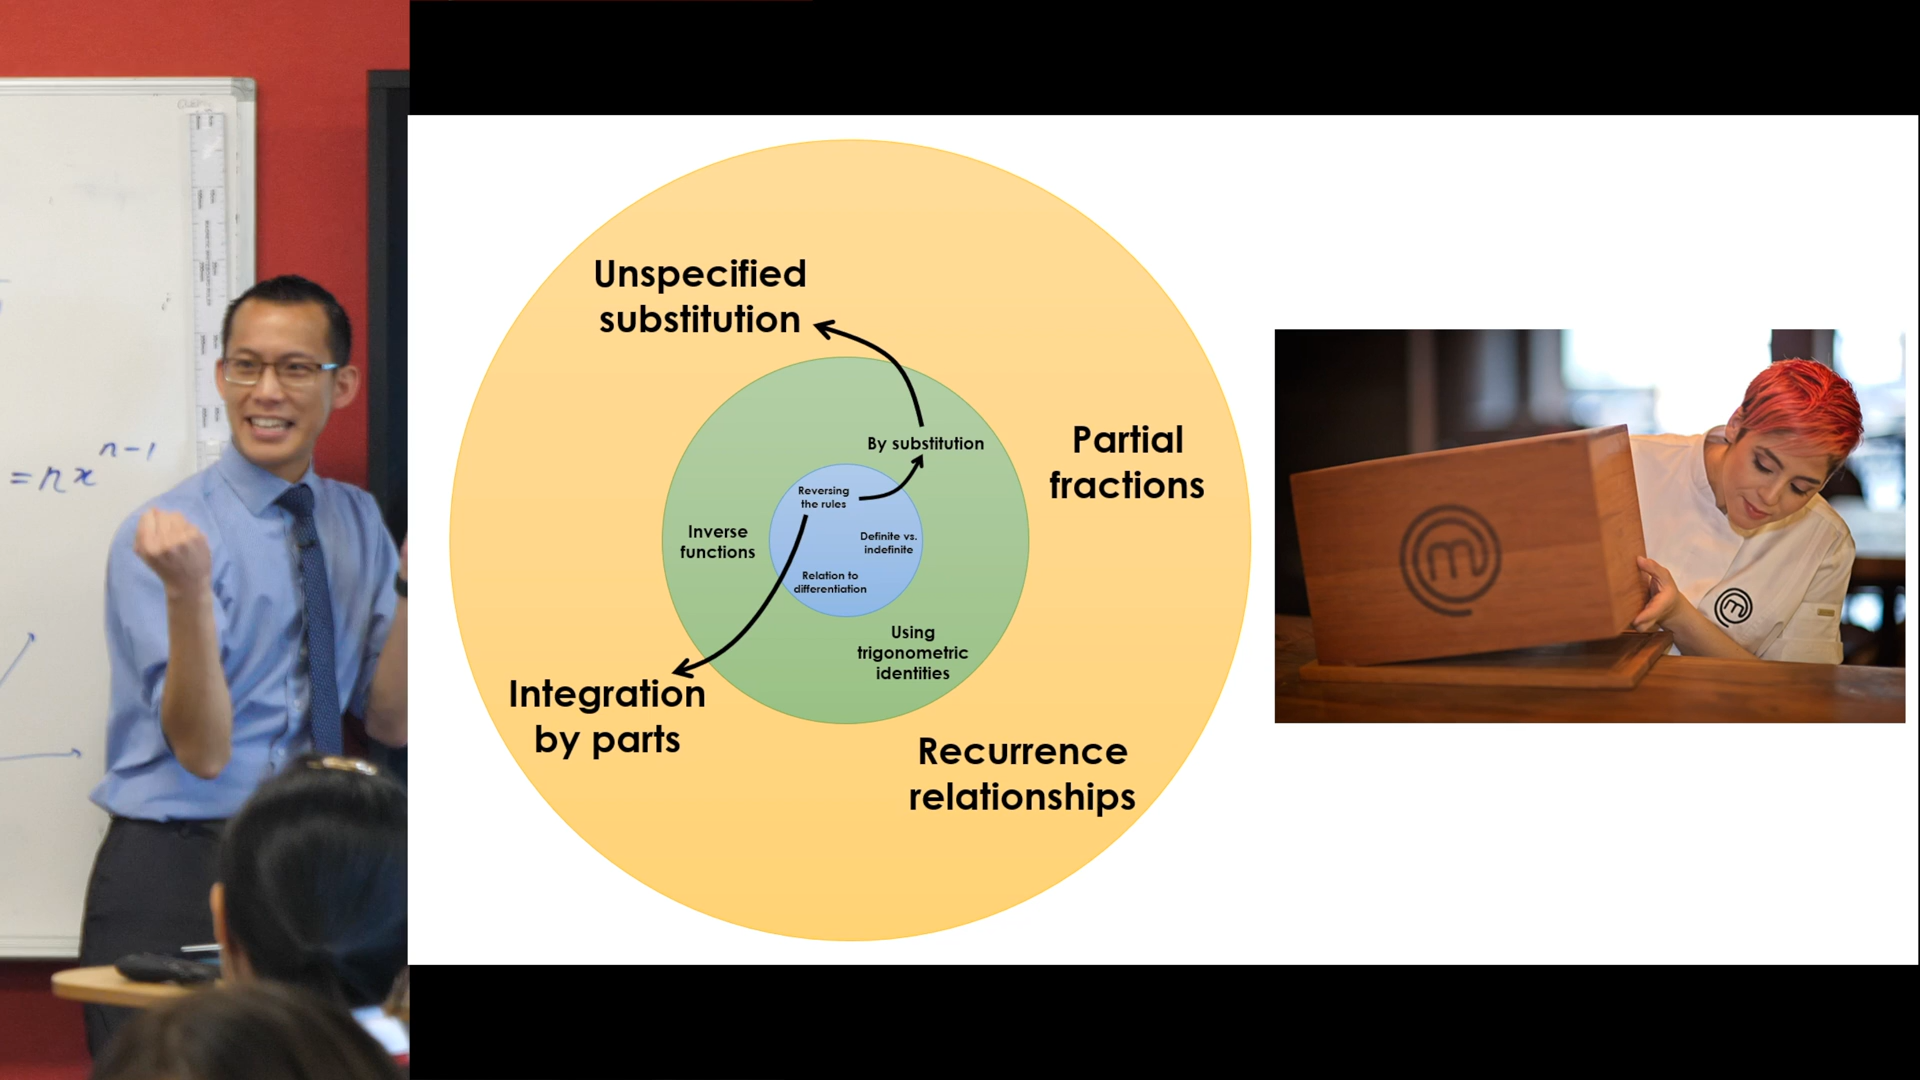 = nx^{n-1}
Unspecified
substitution
By substitution
Partial
fractions
Reversing
the rules
Inverse
functions
Definite vs.
indefinite
Relation to
differentiation
Using
trigonometric
identities
Integration
by parts
Recurrence
relationships
m
m